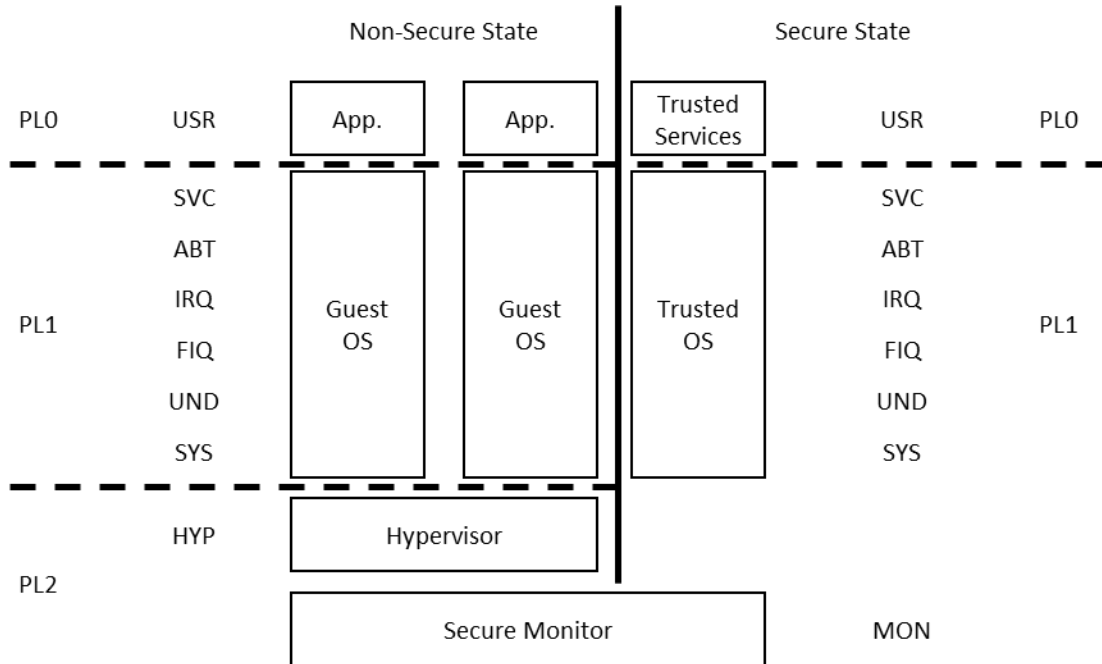 Non-Secure State
Secure State
PL0
USR
App.
App.
Trusted
Services
USR
PL0
SVC
SVC
ABT
ABT
IRQ
IRQ
PL1
Guest
OS
Guest
OS
Trusted
OS
PL1
FIQ
FIQ
UND
UND
SYS
SYS
HYP
Hypervisor
PL2
Secure Monitor
MON